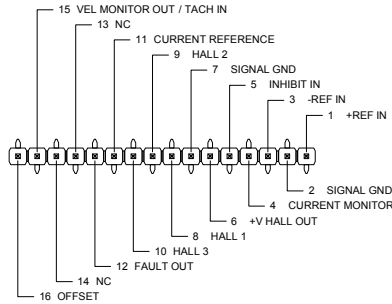 15 VEL MONITOR OUT / TACH IN
13 NC
11 CURRENT REFERENCE
9 HALL 2
7 SIGNAL GND
5 INHIBIT IN
3 -REF IN
1 +REF IN
2 SIGNAL GND
4 CURRENT MONITOR
6 +V HALL OUT
8 HALL 1
10 HALL 3
12 FAULT OUT
14 NC
16 OFFSET